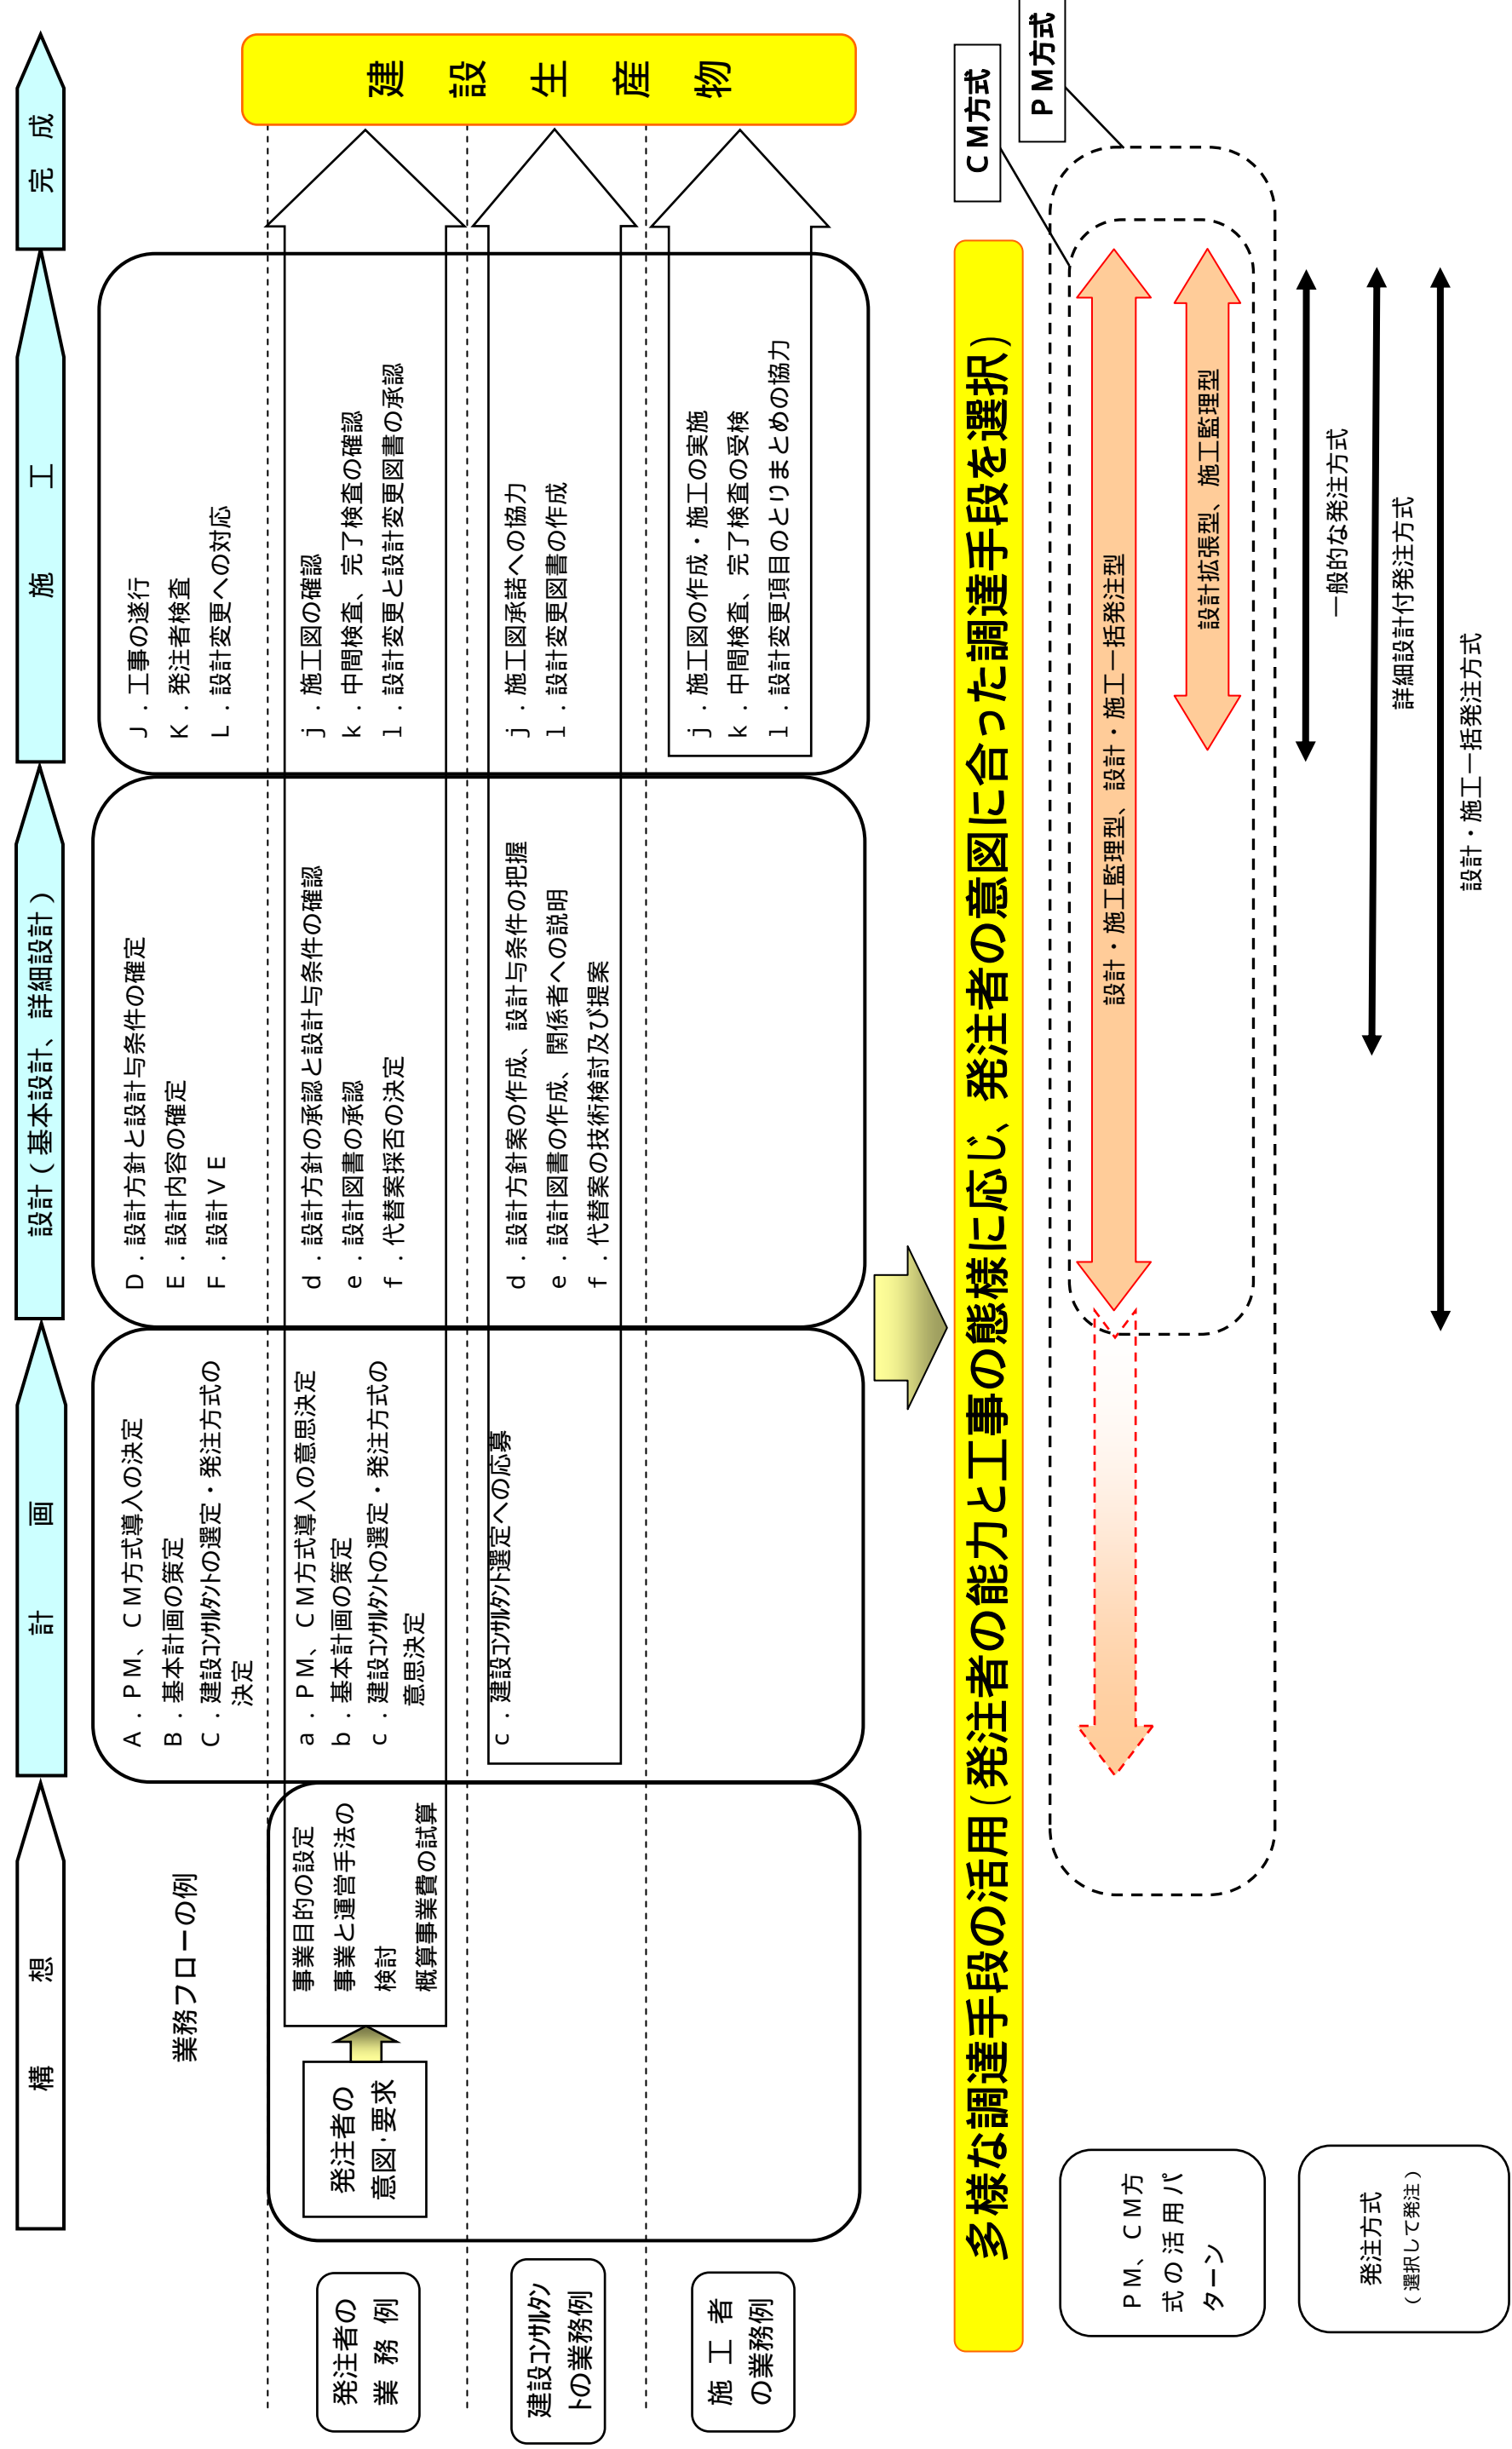 構　想
計　画
設計（基本設計、詳細設計）
施　工
完　成
業務フローの例
A．PM、CM方式導入の決定
B．基本計画の策定
C．建設ｺﾝｻﾙﾀﾝﾄの選定・発注方式の
決定
D．設計方針と設計与条件の確定
E．設計内容の確定
F．設計VE
J．工事の遂行
K．発注者検査
L．設計変更への対応
発注者の
業務例
発注者の
意図･要求
事業目的の設定
事業と運営手法の
検討
概算事業費の試算
a．PM、CM方式導入の意思決定
b．基本計画の策定
c．建設ｺﾝｻﾙﾀﾝﾄの選定・発注方式の
意思決定
d．設計方針の承認と設計与条件の確認
e．設計図書の承認
f．代替案採否の決定
j．施工図の確認
k．中間検査、完了検査の確認
l．設計変更と設計変更図書の承認
建設ｺﾝｻﾙﾀﾝ
ﾄの業務例
c．建設ｺﾝｻﾙﾀﾝﾄ選定への応募
d．設計方針案の作成、設計与条件の把握
e．設計図書の作成、関係者への説明
f．代替案の技術検討及び提案
j．施工図承諾への協力
l．設計変更図書の作成
施工者
の業務例
j．施工図の作成・施工の実施
k．中間検査、完了検査の受検
l．設計変更項目のとりまとめの協力
建設生産物
多様な調達手段の活用（発注者の能力と工事の態様に応じ、発注者の意図に合った調達手段を選択）
CM方式
PM方式
PM、CM方
式の活用パ
ターン
設計・施工監理型、設計・施工一括発注型
設計拡張型、施工監理型
発注方式
（選択して発注）
一般的な発注方式
詳細設計付発注方式
設計・施工一括発注方式